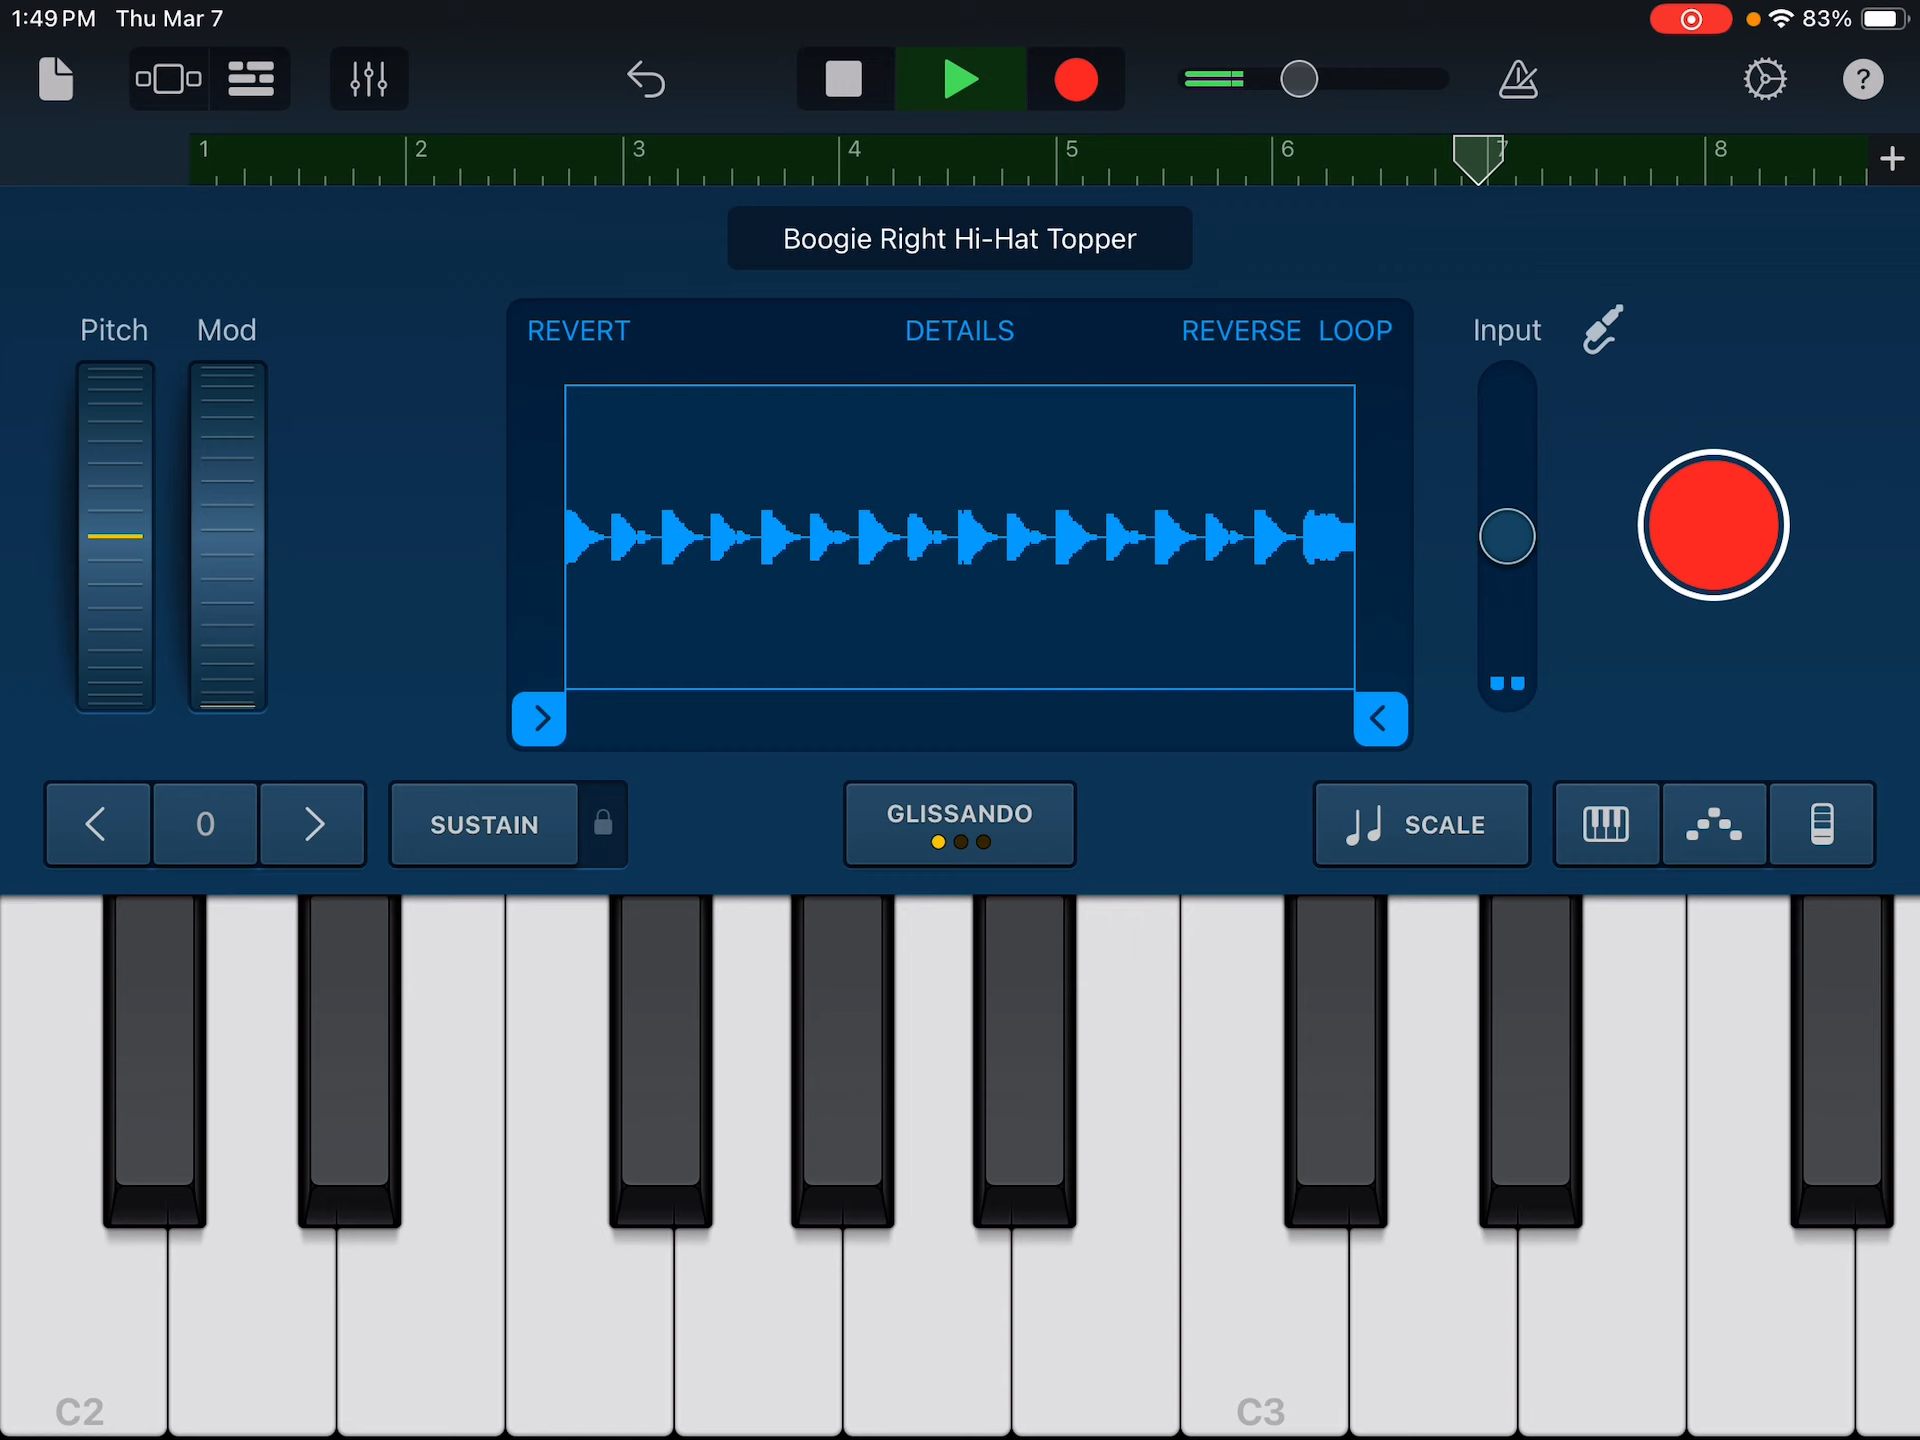 1:49 PM Thu Mar 7
83%
?
1 2 3 4 5 6 7 8
Boogie Right Hi-Hat Topper
Pitch Mod
REVERT DETAILS REVERSE LOOP
Input
0
SUSTAIN
GLISSANDO
SCALE
C2 C3